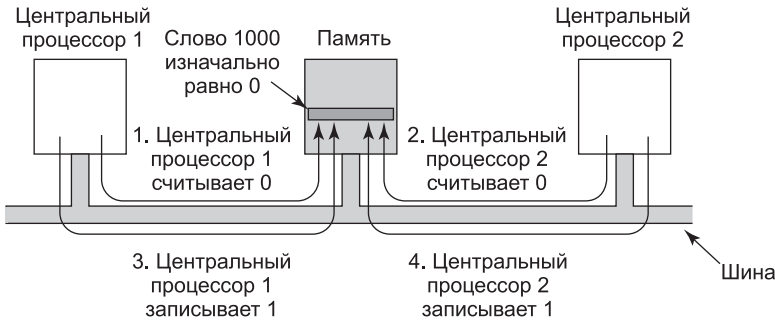 Центральный
процессор 1
Слово 1000
изначально
равно 0
Память
Центральный
процессор 2
1. Центральный
процессор 1
считывает 0
2. Центральный
процессор 2
считывает 0
3. Центральный
процессор 1
записывает 1
4. Центральный
процессор 2
записывает 1
Шина